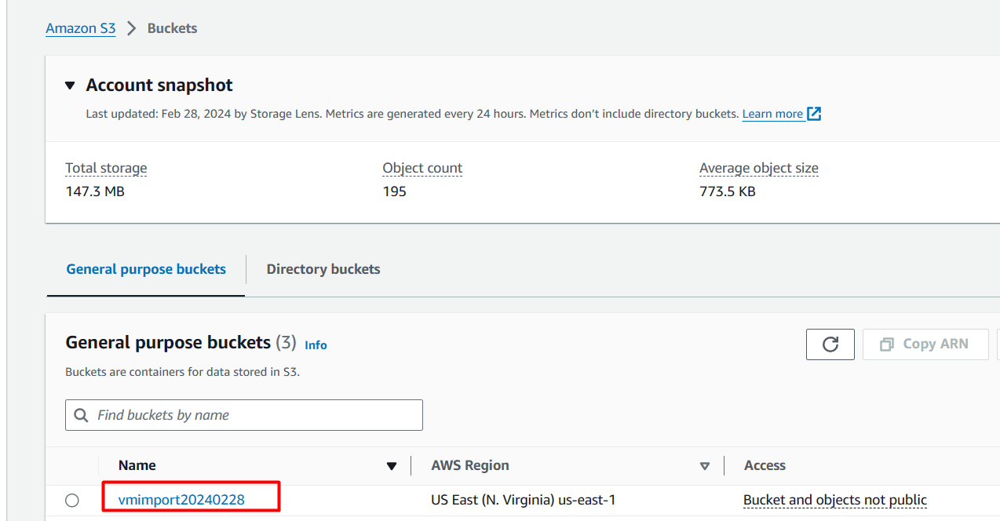 Amazon S3 > Buckets
Account snapshot
Last updated: Feb 28, 2024 by Storage Lens. Metrics are generated every 24 hours. Metrics don’t include directory buckets. Learn more
Total storage Object count Average object size
147.3 MB 195 773.5 KB
General purpose buckets Directory buckets
General purpose buckets (3) Info
Copy ARN
Buckets are containers for data stored in S3.
Find buckets by name
Name AWS Region Access
vmimport20240228 US East (N. Virginia) us-east-1 Bucket and objects not public